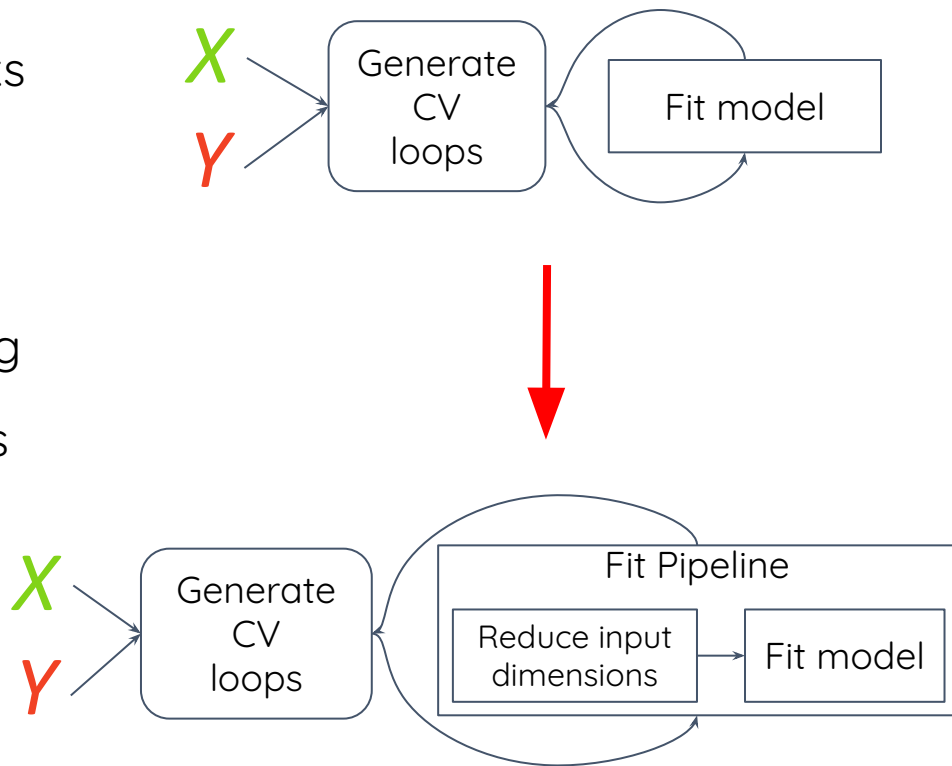 X
Y
Generate
CV
loops
Fit model
X
Y
Generate
CV
loops
Fit Pipeline
Reduce input
dimensions
Fit model